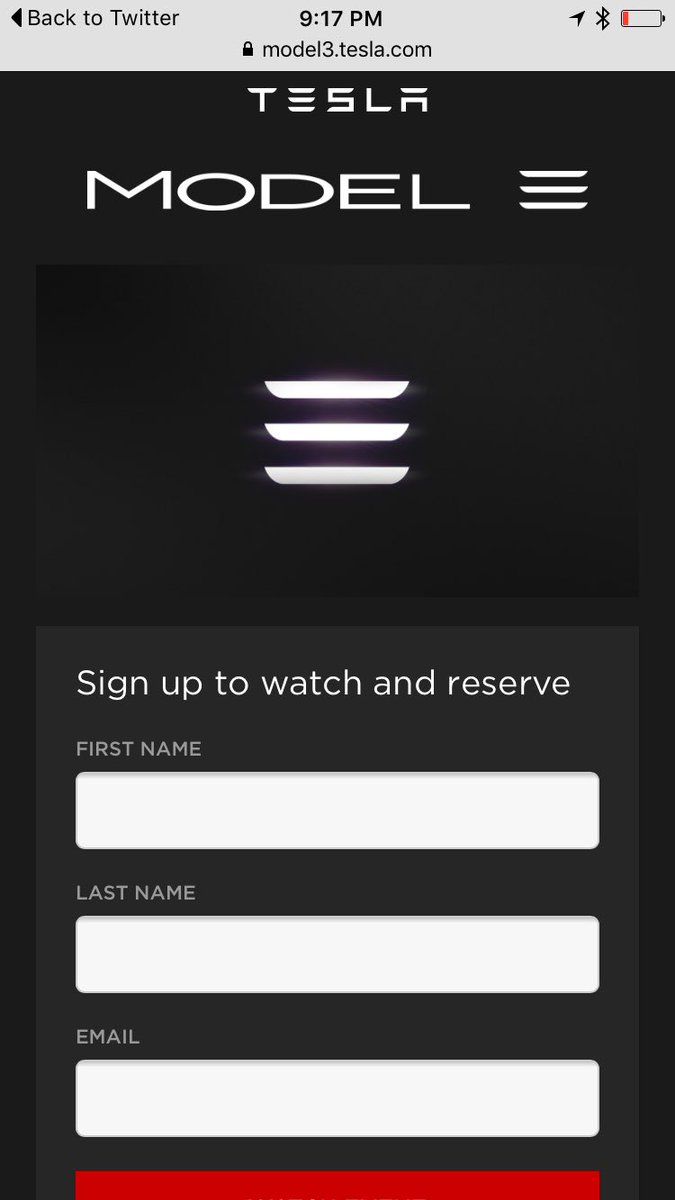 Back to Twitter 9:17 PM
model3.tesla.com
TESLA
MODEL ☰
Sign up to watch and reserve
FIRST NAME
LAST NAME
EMAIL